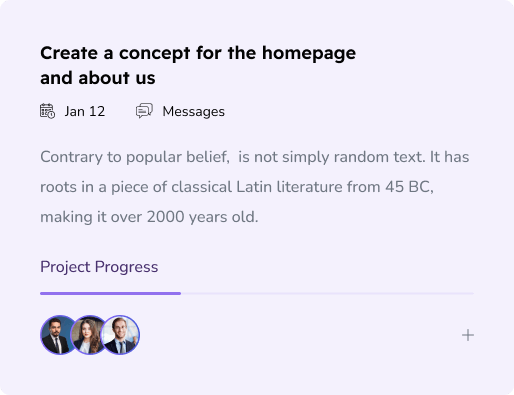 Create a concept for the homepage
and about us
Jan 12 Messages
Contrary to popular belief,  is not simply random text. It has
roots in a piece of classical Latin literature from 45 BC,
making it over 2000 years old.
Project Progress
+